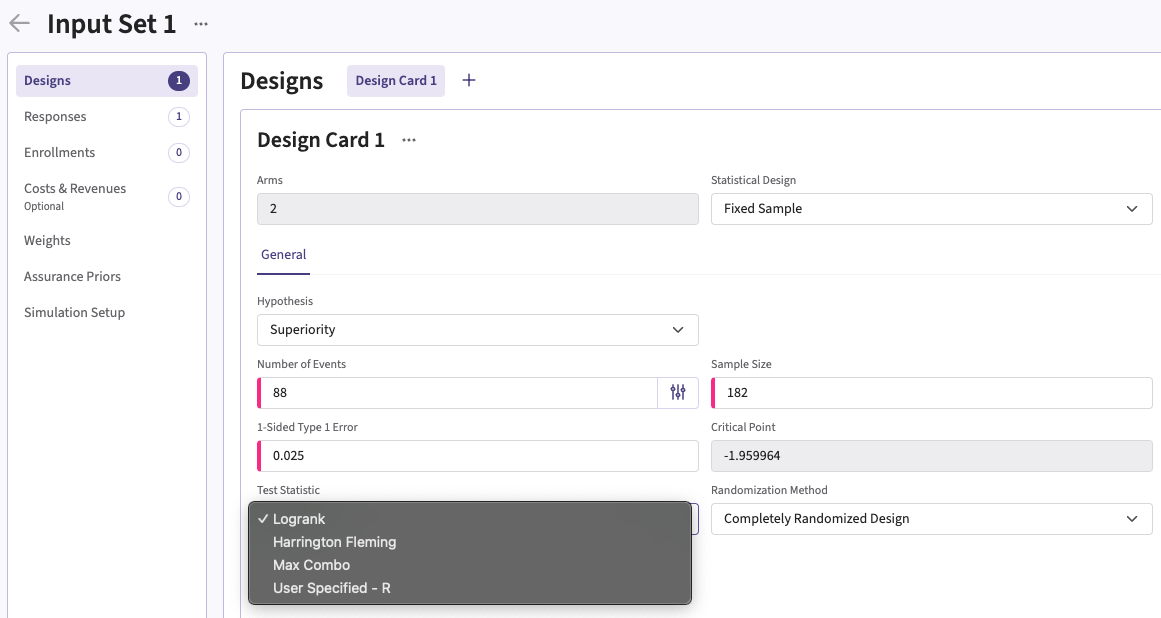 Input Set 1 ...
Designs 1
Responses 1
Enrollments 0
Costs & Revenues 0
Optional
Weights
Assurance Priors
Simulation Setup
Designs Design Card 1 +
Design Card 1 ...
Arms
2
Statistical Design
Fixed Sample
General
Hypothesis
Superiority
Number of Events
88
Sample Size
182
1-Sided Type 1 Error
0.025
Critical Point
-1.959964
Test Statistic
✓ Logrank
Harrington Fleming
Max Combo
User Specified - R
Randomization Method
Completely Randomized Design